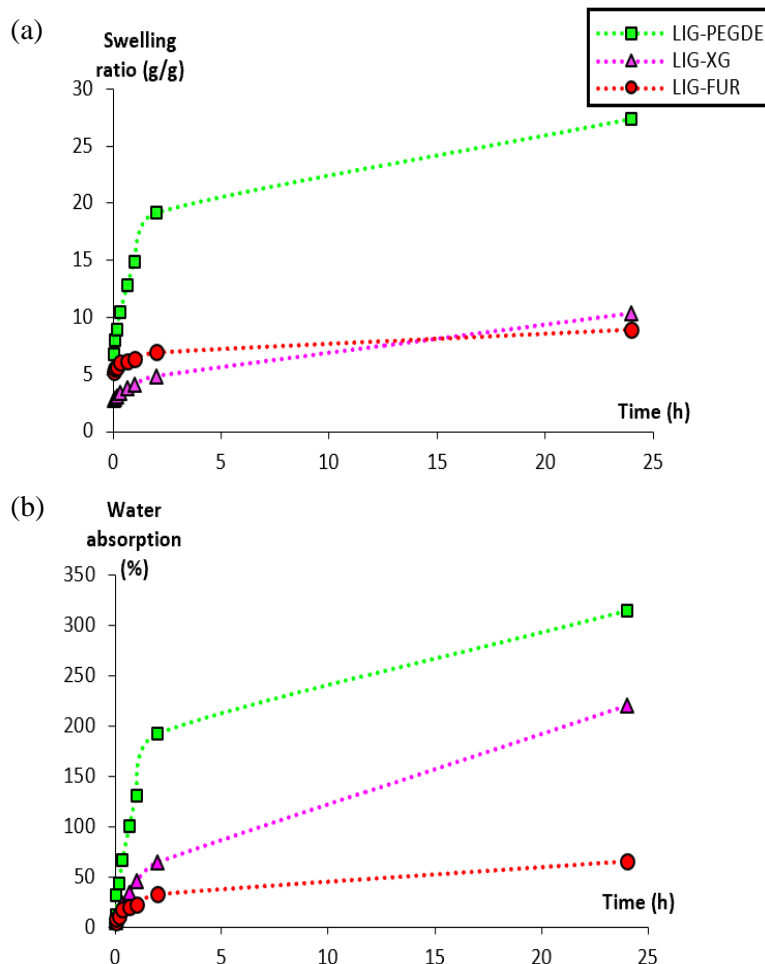 (a)
Swelling
ratio (g/g)
LIG-PEGDE
LIG-XG
LIG-FUR
30
25
20
15
10
5
0
Time (h)
0 5 10 15 20 25
(b)
Water
absorption
(%)
350
300
250
200
150
100
50
0
Time (h)
0 5 10 15 20 25